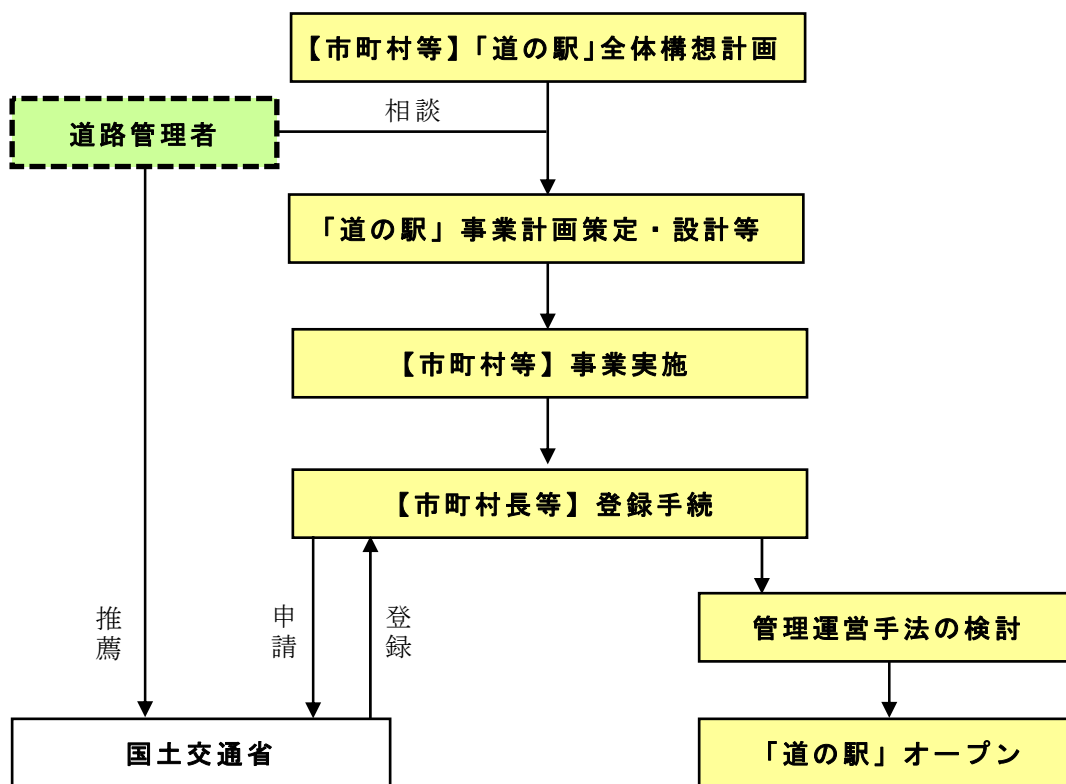 【市町村等】「道の駅」全体構想計画
相談
道路管理者
「道の駅」事業計画策定・設計等
【市町村等】事業実施
【市町村長等】登録手続
推薦
申請
登録
管理運営手法の検討
国土交通省
「道の駅」オープン